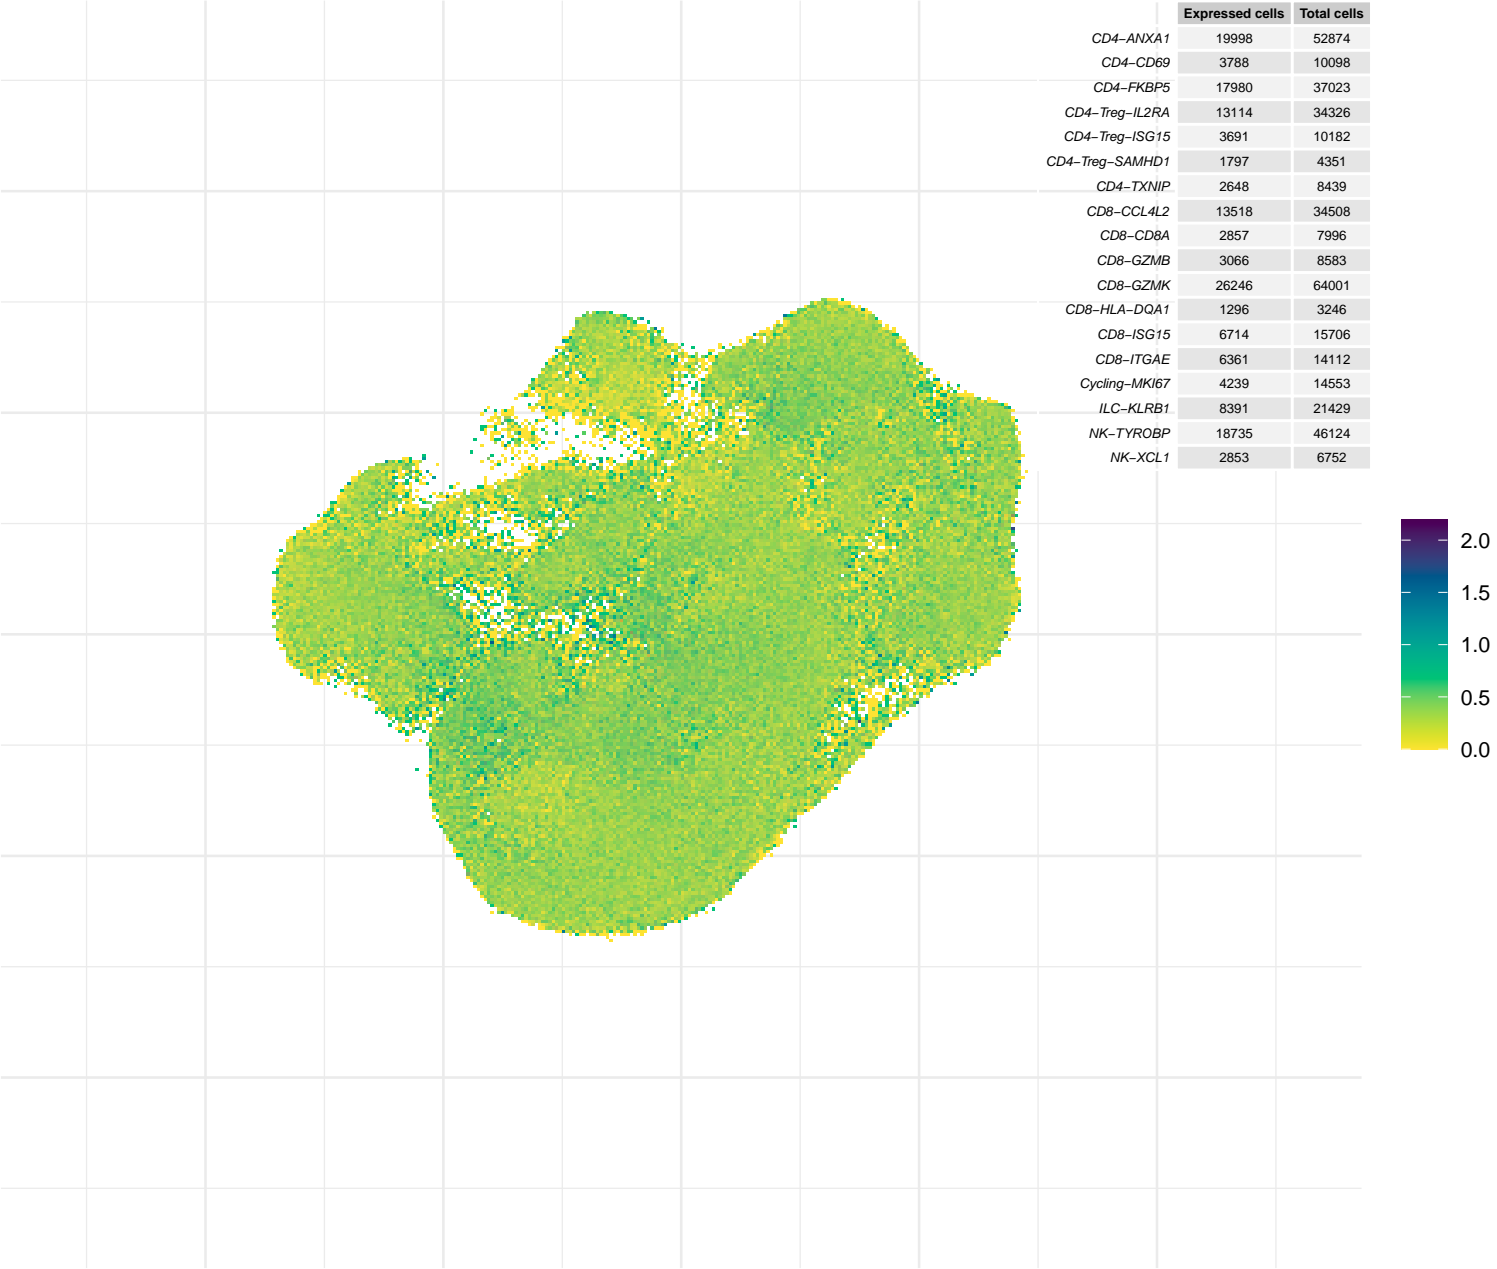 Expressed cells Total cells
CD4−ANXA1 19998 52874
CD4−CD69 3788 10098
CD4−FKBP5 17980 37023
CD4−Treg−IL2RA 13114 34326
CD4−Treg−ISG15 3691 10182
CD4−Treg−SAMHD1 1797 4351
CD4−TXNIP 2648 8439
CD8−CCL4L2 13518 34508
CD8−CD8A 2857 7996
CD8−GZMB 3066 8583
CD8−GZMK 26246 64001
CD8−HLA−DQA1 1296 3246
CD8−ISG15 6714 15706
CD8−ITGAE 6361 14112
Cycling−MKI67 4239 14553
ILC−KLRB1 8391 21429
NK−TYROBP 18735 46124
NK−XCL1 2853 6752
2.0
1.5
1.0
0.5
0.0